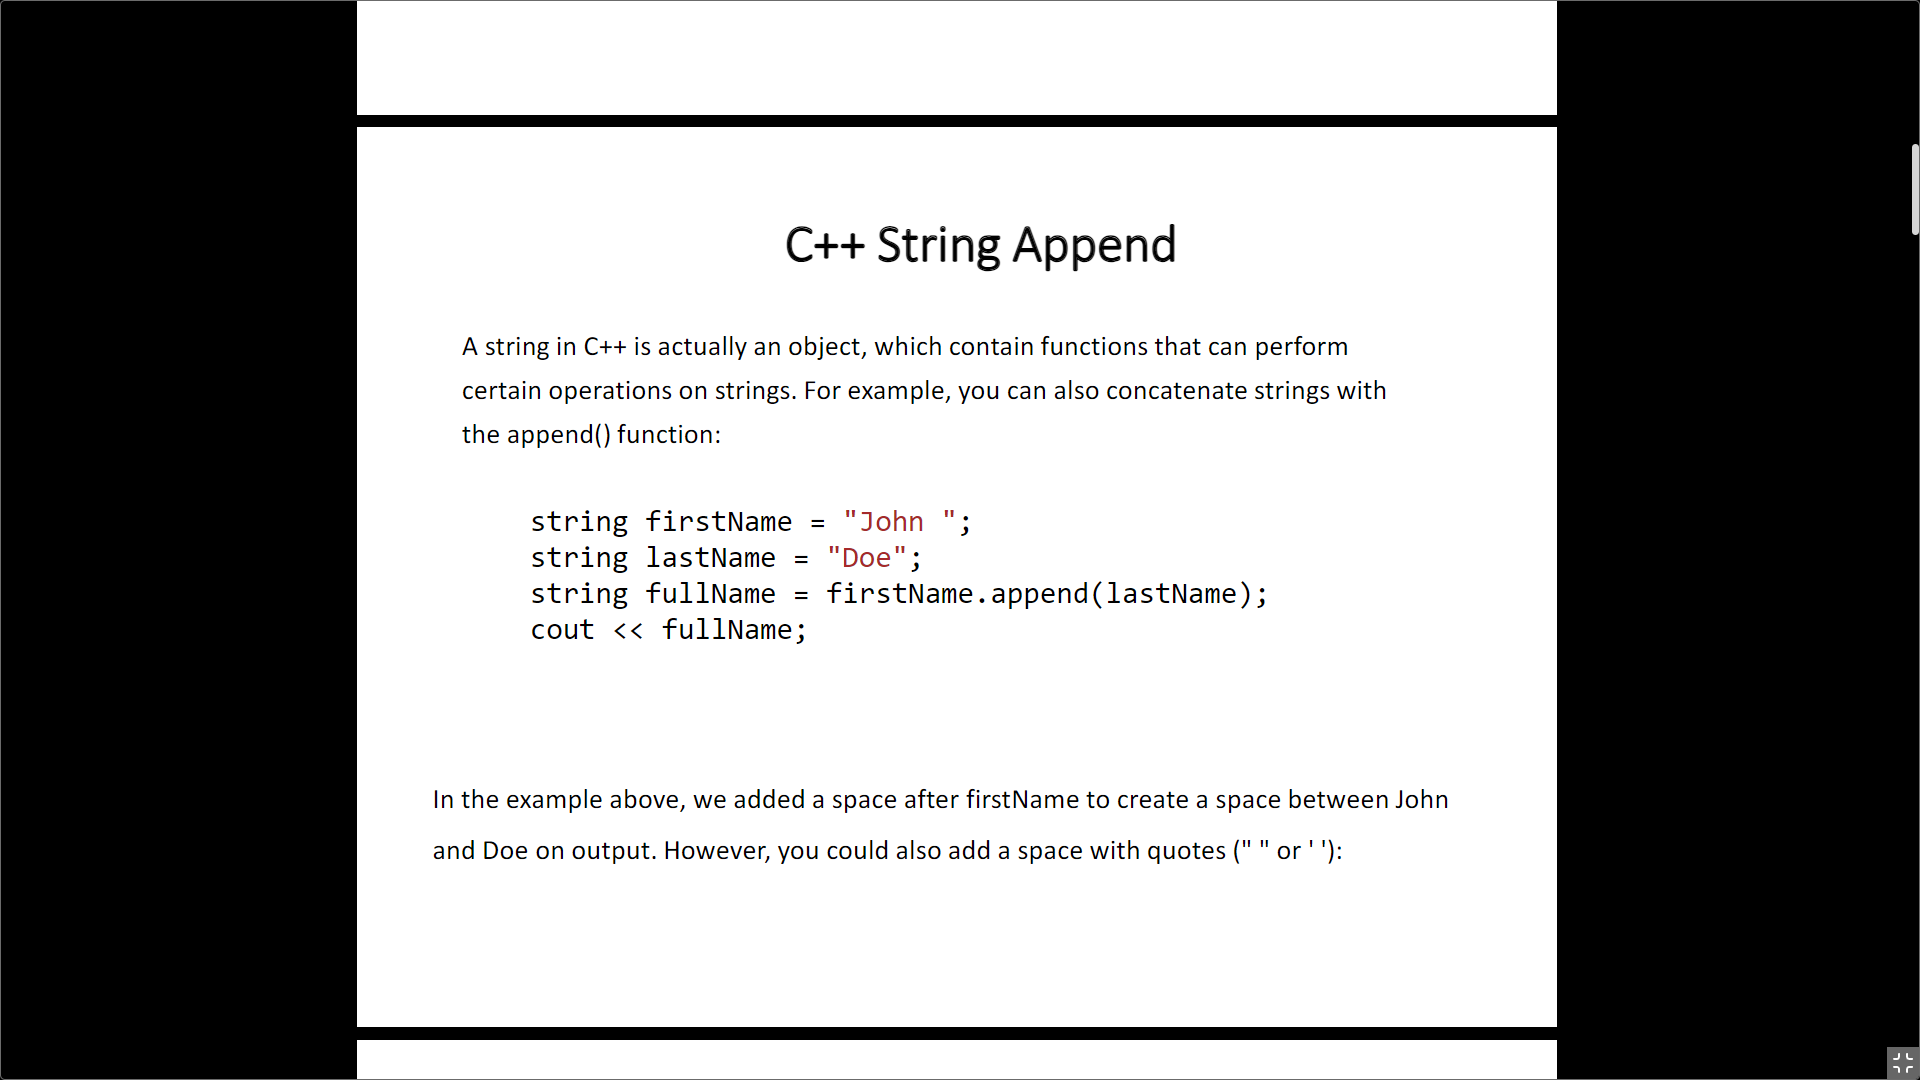 C++ String Append
A string in C++ is actually an object, which contain functions that can perform
certain operations on strings. For example, you can also concatenate strings with
the append() function:
string firstName = "John ";
string lastName = "Doe";
string fullName = firstName.append(lastName);
cout << fullName;
In the example above, we added a space after firstName to create a space between John
and Doe on output. However, you could also add a space with quotes (" " or ' '):